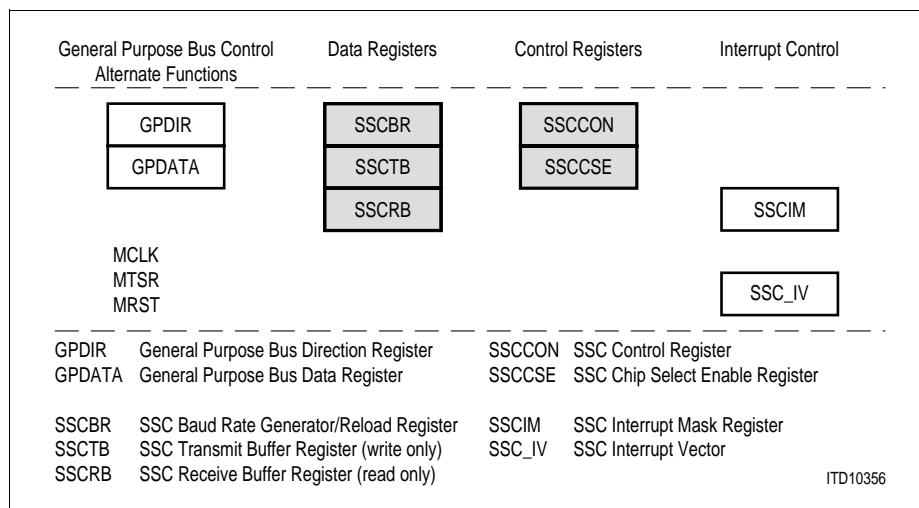 General Purpose Bus Control Data Registers Control Registers Interrupt Control
Alternate Functions
GPDIR SSCBR SSCCON
GPDATA SSCTB SSCCSE
SSCRB SSCIM
MCLK
MTSR
MRST
SSC_IV
GPDIR General Purpose Bus Direction Register SSCCON SSC Control Register
GPDATA General Purpose Bus Data Register SSCCSE SSC Chip Select Enable Register
SSCBR SSC Baud Rate Generator/Reload Register SSCIM SSC Interrupt Mask Register
SSCTB SSC Transmit Buffer Register (write only) SSC_IV SSC Interrupt Vector
SSCRB SSC Receive Buffer Register (read only)
ITD10356